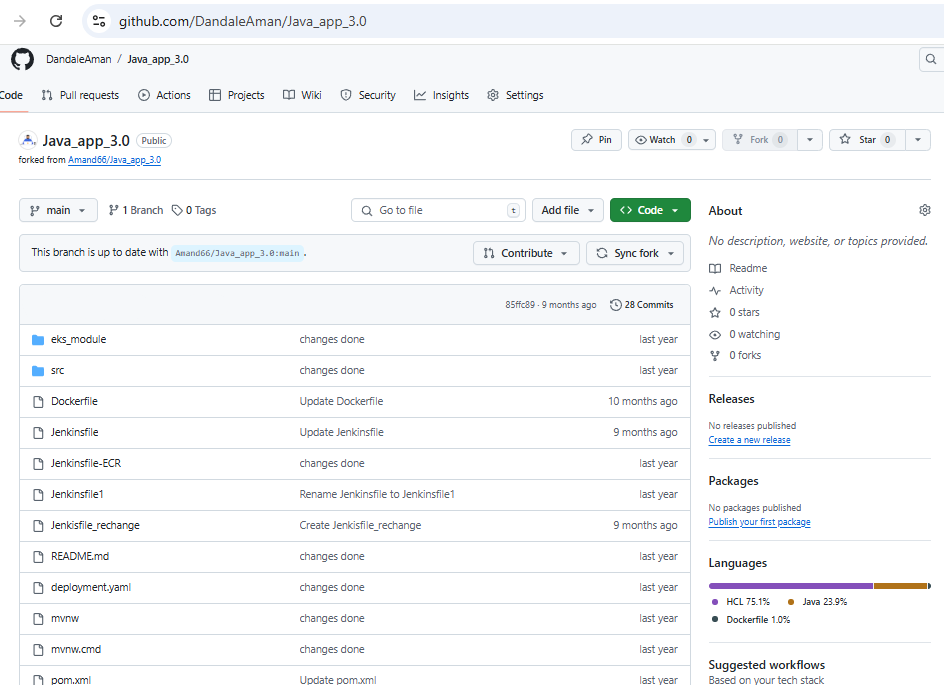 github.com/DandaleAman/Java_app_3.0
DandaleAman / Java_app_3.0
Code Pull requests Actions Projects Wiki Security Insights Settings
Java_app_3.0 Public
Pin Watch 0 Fork 0 Star 0
forked from Amand66/Java_app_3.0
main 1 Branch 0 Tags Go to file t Add file <> Code
This branch is up to date with Amand66/Java_app_3.0:main . Contribute Sync fork
85ffc89 · 9 months ago 28 Commits
eks_module changes done last year
src changes done last year
Dockerfile Update Dockerfile 10 months ago
Jenkinsfile Update Jenkinsfile 9 months ago
Jenkinsfile-ECR changes done last year
Jenkinsfile1 Rename Jenkinsfile to Jenkinsfile1 last year
Jenkisfile_rechange Create Jenkisfile_rechange 9 months ago
README.md changes done last year
deployment.yaml changes done last year
mvnw changes done last year
mvnw.cmd changes done last year
pom.xml Update pom.xml last year
About
No description, website, or topics provided.
Readme
Activity
0 stars
0 watching
0 forks
Releases
No releases published
Create a new release
Packages
No packages published
Publish your first package
Languages
HCL 75.1% Java 23.9%
Dockerfile 1.0%
Suggested workflows
Based on your tech stack